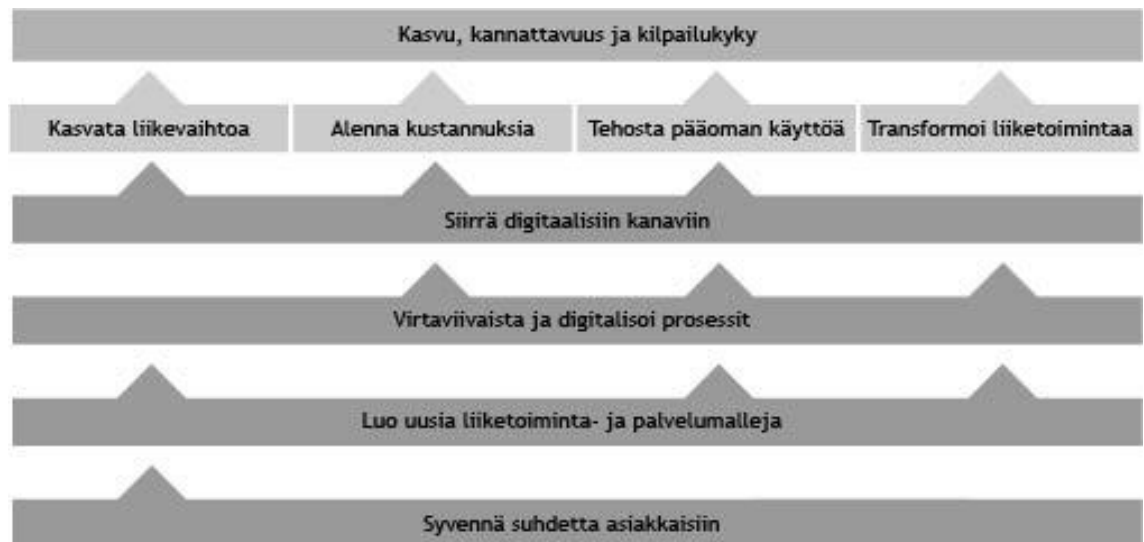 Kasvu, kannattavuus ja kilpailukyky
Kasvata liikevaihtoa
Alenna kustannuksia
Tehosta pääoman käyttöä
Transformoi liiketoimintaa
Siirrä digitaalisiin kanaviin
Virtaviivaista ja digitalisoi prosessit
Luo uusia liiketoiminta- ja palvelumalleja
Syvennä suhdetta asiakkaisiin